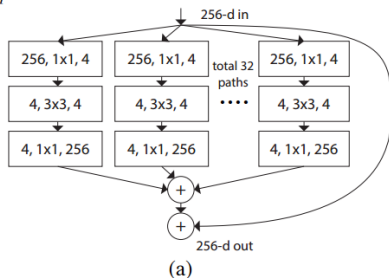 256-d in
256, 1x1, 4
256, 1x1, 4
total 32
paths
....
256, 1x1, 4
4, 3x3, 4
4, 3x3, 4
4, 3x3, 4
4, 1x1, 256
4, 1x1, 256
4, 1x1, 256
+
+
256-d out
(a)